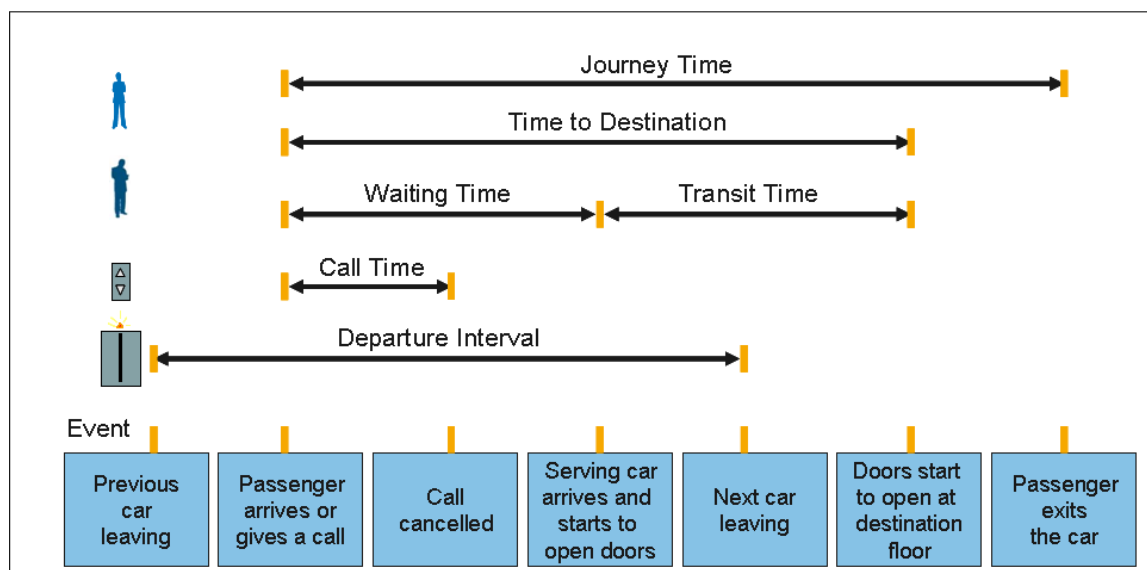 Journey Time
Time to Destination
Waiting Time
Transit Time
Call Time
Departure Interval
Event
Previous
car
leaving
Passenger
arrives or
gives a call
Call
cancelled
Serving car
arrives and
starts to
open doors
Next car
leaving
Doors start
to open at
destination
floor
Passenger
exits
the car